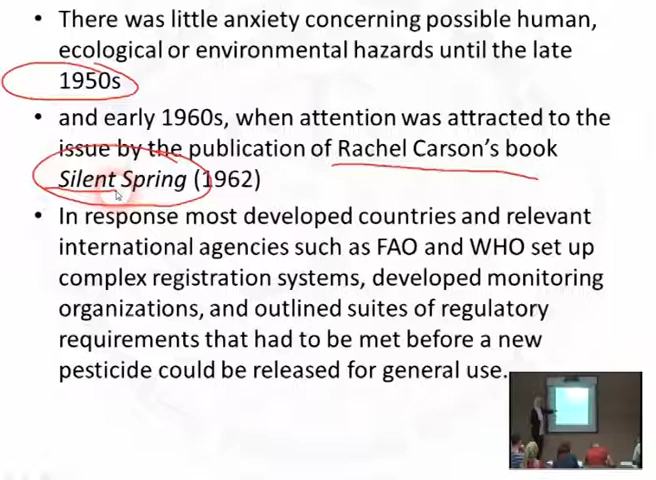 • There was little anxiety concerning possible human,
ecological or environmental hazards until the late
1950s
• and early 1960s, when attention was attracted to the
issue by the publication of Rachel Carson's book
Silent Spring (1962)
• In response most developed countries and relevant
international agencies such as FAO and WHO set up
complex registration systems, developed monitoring
organizations, and outlined suites of regulatory
requirements that had to be met before a new
pesticide could be released for general use.